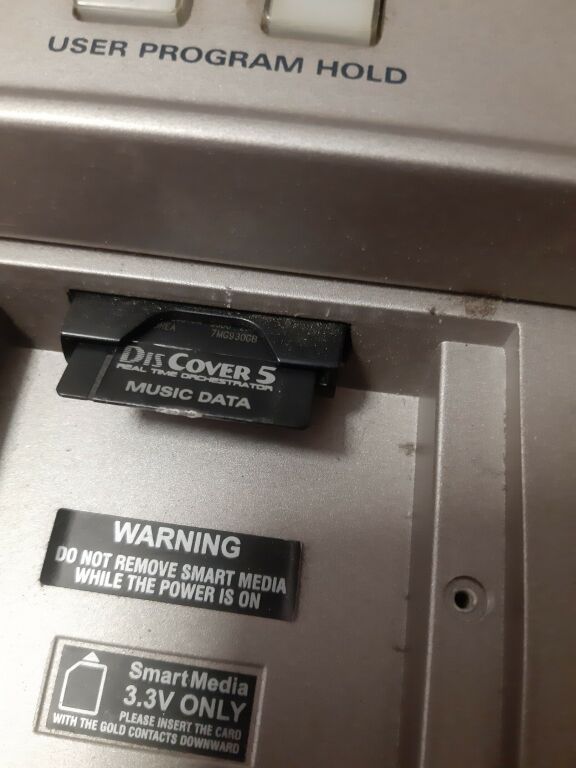 USER PROGRAM HOLD
7MG930GB
DISCOVER 5
REAL TIME ORCHESTRATOR
MUSIC DATA
WARNING
DO NOT REMOVE SMART MEDIA
WHILE THE POWER IS ON
SmartMedia
3.3V ONLY
PLEASE INSERT THE CARD
WITH THE GOLD CONTACTS DOWNWARD